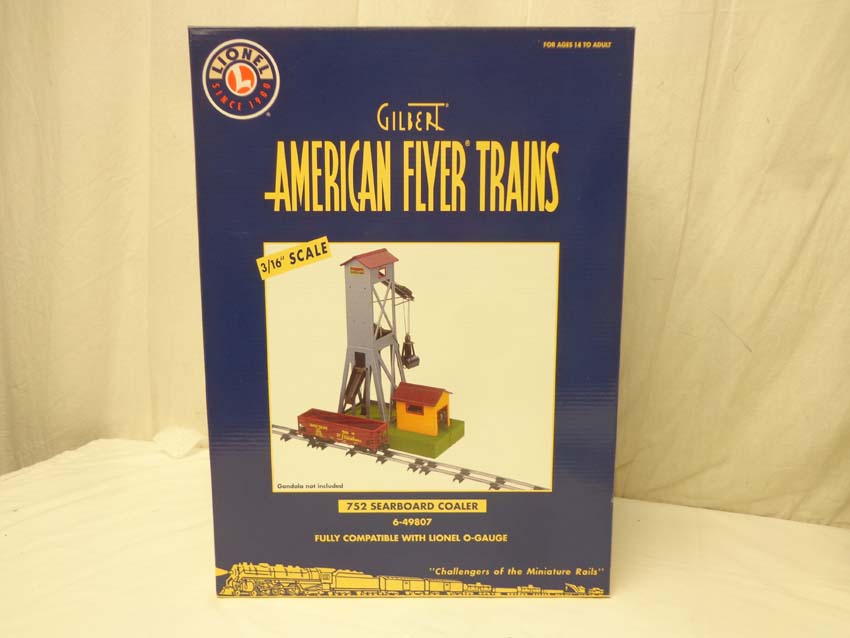 LIONEL
L
SINCE 1900
®
FOR AGES 14 TO ADULT
GILBERT®
AMERICAN FLYER® TRAINS
3/16" SCALE
Gondola not included
752 SEARBOARD COALER
6-49807
FULLY COMPATIBLE WITH LIONEL O-GAUGE
"Challengers of the Miniature Rails"